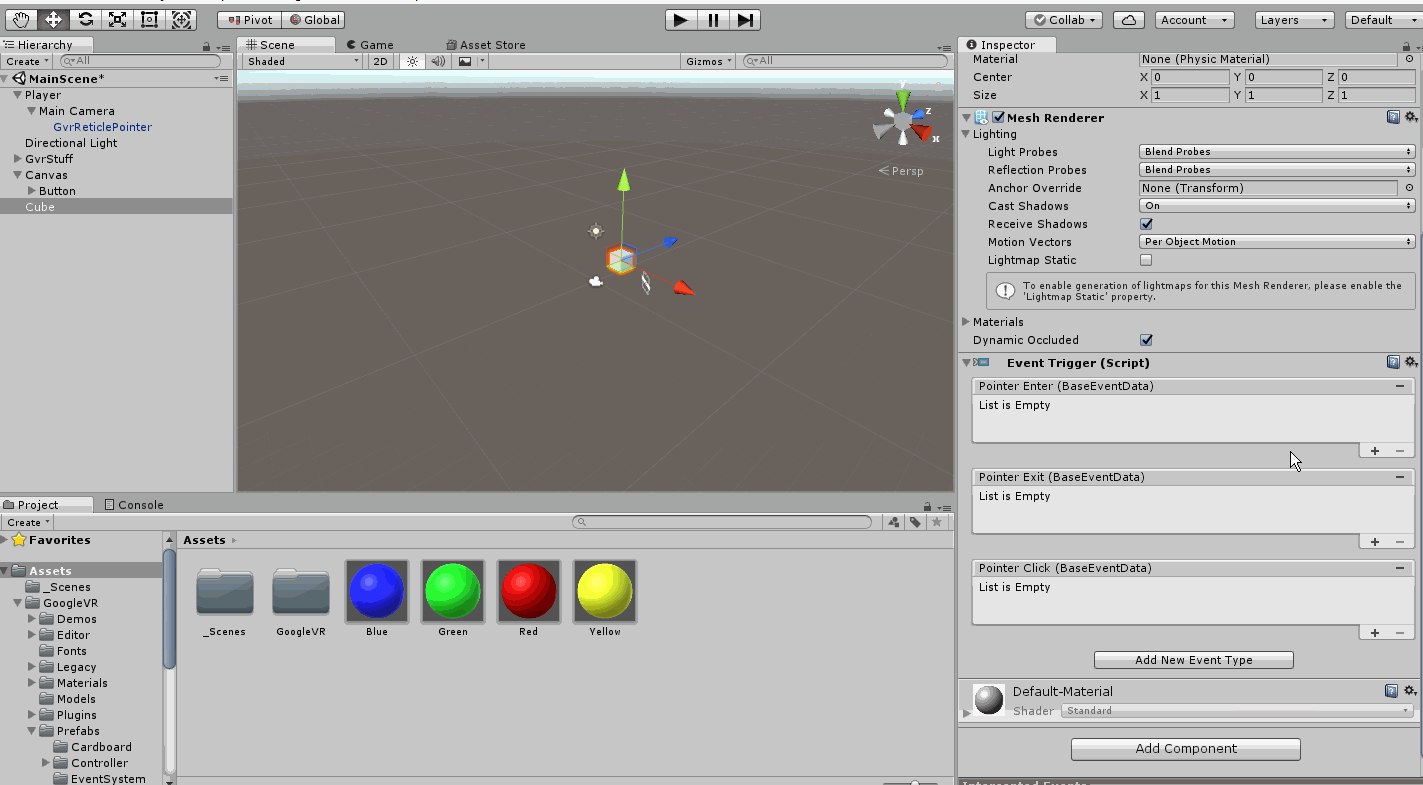 Pivot Global Collab Account Layers Default
Hierarchy
Create All
MainScene*
Player
Main Camera
GvrReticlePointer
Directional Light
GvrStuff
Canvas
Button
Cube
Scene Game Asset Store
Shaded 2D Gizmos All
y
z
x
Persp
Inspector
Material None (Physic Material)
Center X 0 Y 0 Z 0
Size X 1 Y 1 Z 1
Mesh Renderer
Lighting
Light Probes Blend Probes
Reflection Probes Blend Probes
Anchor Override None (Transform)
Cast Shadows On
Receive Shadows
Motion Vectors Per Object Motion
Lightmap Static
To enable generation of lightmaps for this Mesh Renderer, please enable the
'Lightmap Static' property.
Materials
Dynamic Occluded
Event Trigger (Script)
Pointer Enter (BaseEventData)
List is Empty
Pointer Exit (BaseEventData)
List is Empty
Pointer Click (BaseEventData)
List is Empty
Add New Event Type
Default-Material
Shader Standard
Add Component
Project Console
Create
Favorites
Assets
_Scenes
GoogleVR
Demos
Editor
Fonts
Legacy
Materials
Models
Plugins
Prefabs
Cardboard
Controller
EventSystem
Assets
_Scenes GoogleVR Blue Green Red Yellow